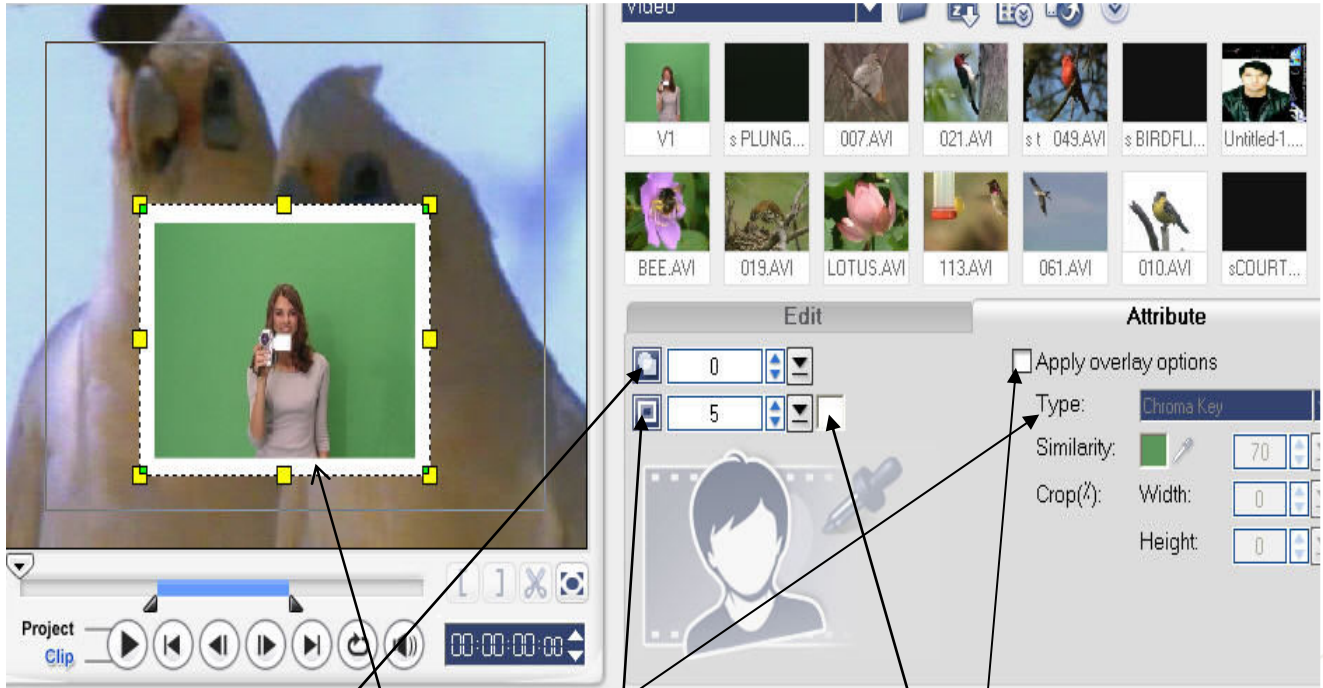 Video
V1 s PLUNG... 007.AVI 021.AVI s t 049.AVI s BIRDFLI... Untitled-1....
BEE.AVI 019.AVI LOTUS.AVI 113.AVI 061.AVI 010.AVI sCOURT...
Edit Attribute
0 Apply overlay options
5 Type: Chroma Key
Similarity: 70
Crop(%): Width: 0
Height: 0
Project
Clip
00:00:00:00